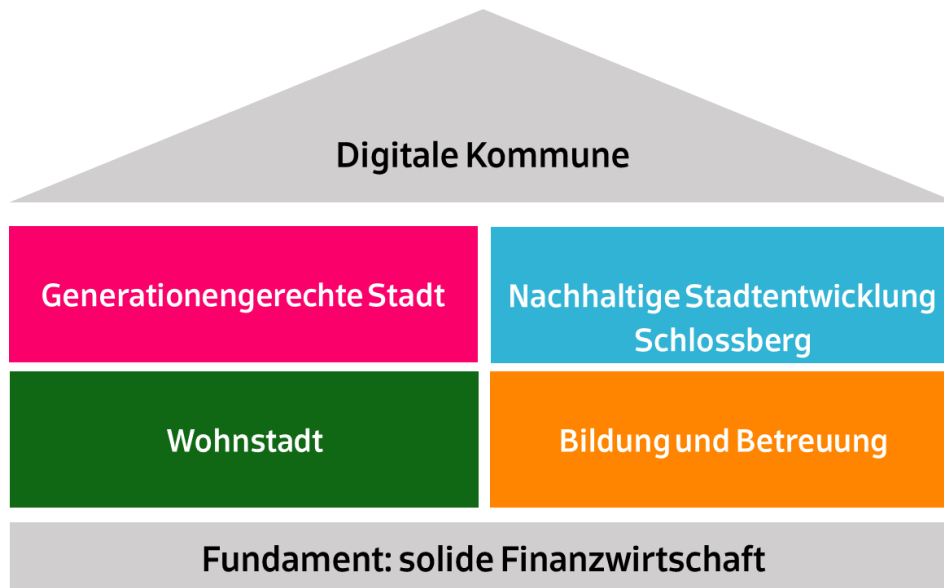 Digitale Kommune
Generationengerechte Stadt
Nachhaltige Stadtentwicklung
Schlossberg
Wohnstadt
Bildung und Betreuung
Fundament: solide Finanzwirtschaft